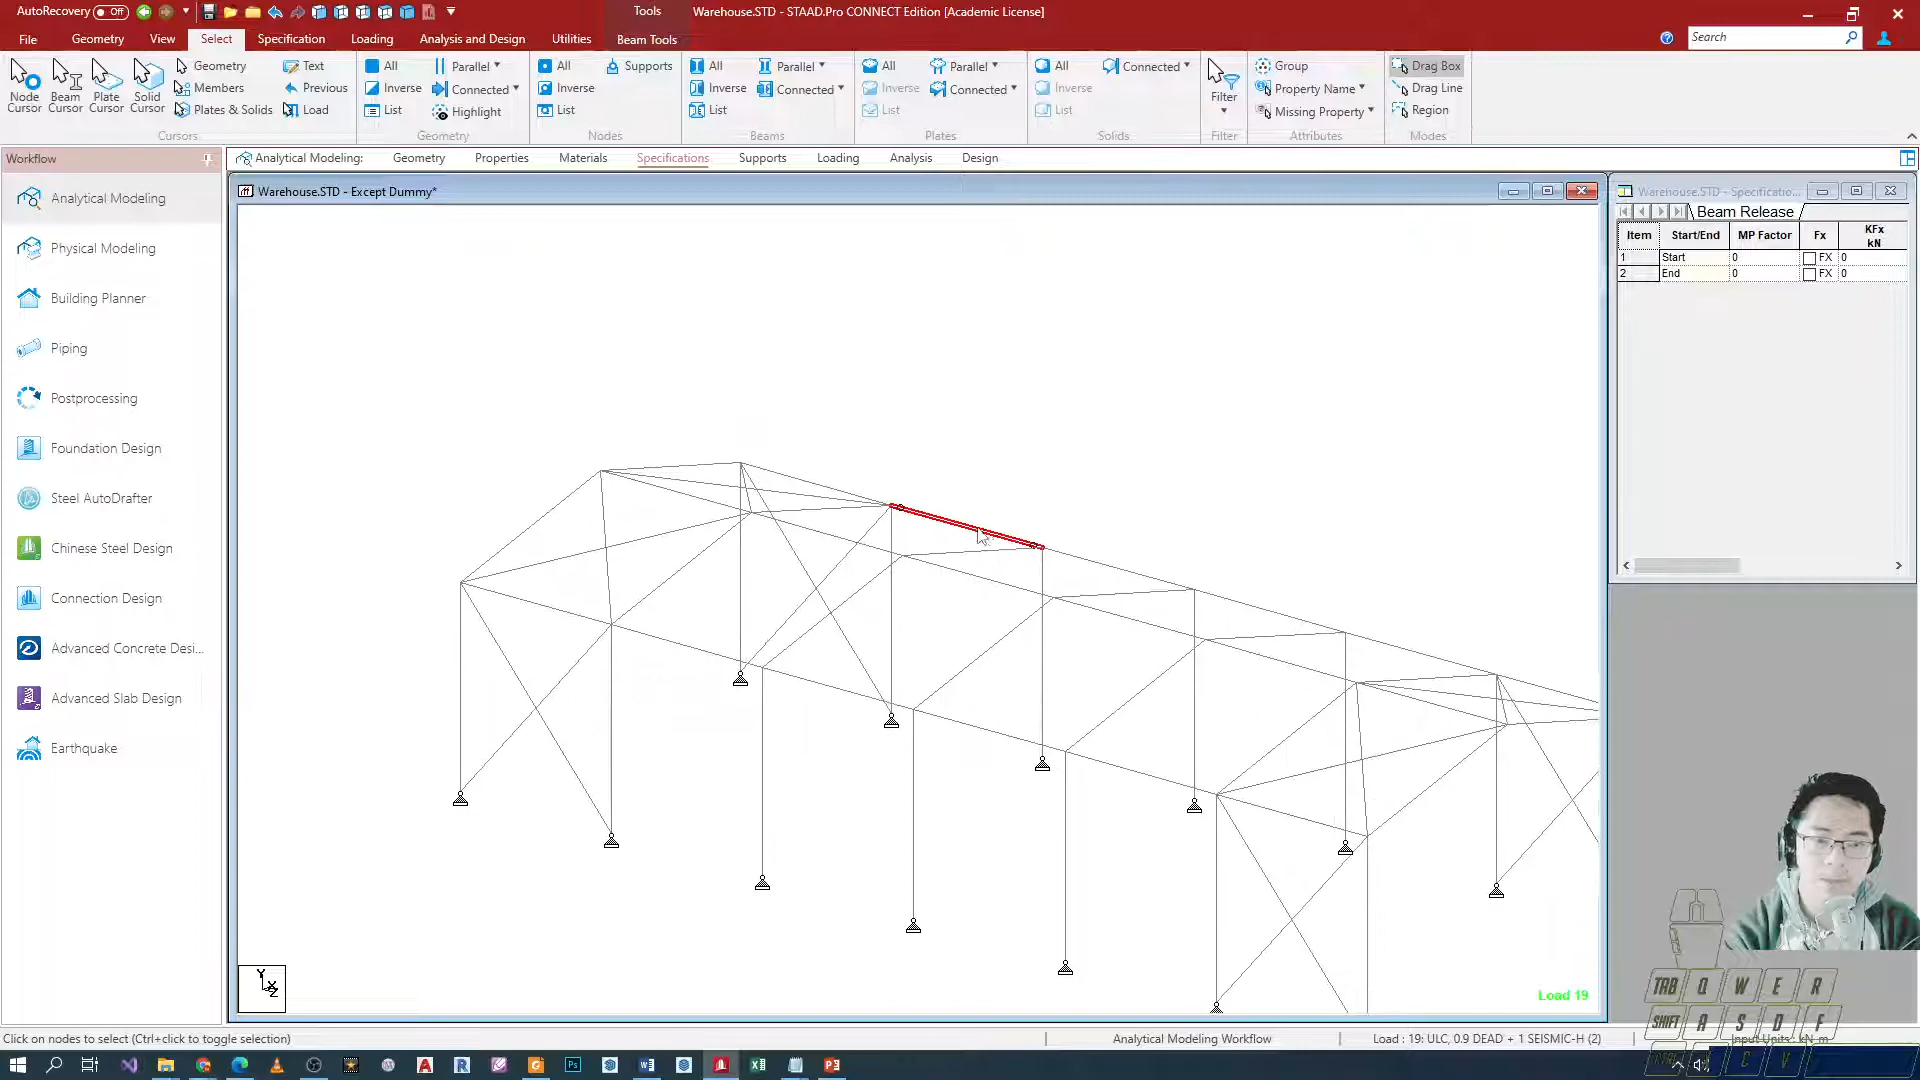 AutoRecovery Off
Tools
Warehouse.STD - STAAD.Pro CONNECT Edition [Academic License]
File
Geometry
View
Select
Specification
Loading
Analysis and Design
Utilities
Beam Tools
Search
Node Cursor
Beam Cursor
Plate Cursor
Solid Cursor
Geometry
Members
Plates & Solids
Text
Previous
Load
Cursors
All
Inverse
List
Parallel
Connected
Highlight
Geometry
All
Inverse
List
Supports
Nodes
All
Inverse
List
Parallel
Connected
Beams
All
Inverse
List
Parallel
Connected
Plates
All
Inverse
List
Connected
Solids
Filter
Filter
Group
Property Name
Missing Property
Attributes
Drag Box
Drag Line
Region
Modes
Workflow
Analytical Modeling
Physical Modeling
Building Planner
Piping
Postprocessing
Foundation Design
Steel AutoDrafter
Chinese Steel Design
Connection Design
Advanced Concrete Desi...
Advanced Slab Design
Earthquake
Analytical Modeling:
Geometry
Properties
Materials
Specifications
Supports
Loading
Analysis
Design
Warehouse.STD - Except Dummy*
Y
X
Z
Load 19
Warehouse.STD - Specificatio...
Beam Release
Item Start/End MP Factor Fx KFx kN
1 Start 0 FX 0
2 End 0 FX 0
TAB Q W E R
SHIFT A S D F
C V
Click on nodes to select (Ctrl+click to toggle selection)
Analytical Modeling Workflow
Load : 19: ULC, 0.9 DEAD + 1 SEISMIC-H (2)
Input Units : kN m